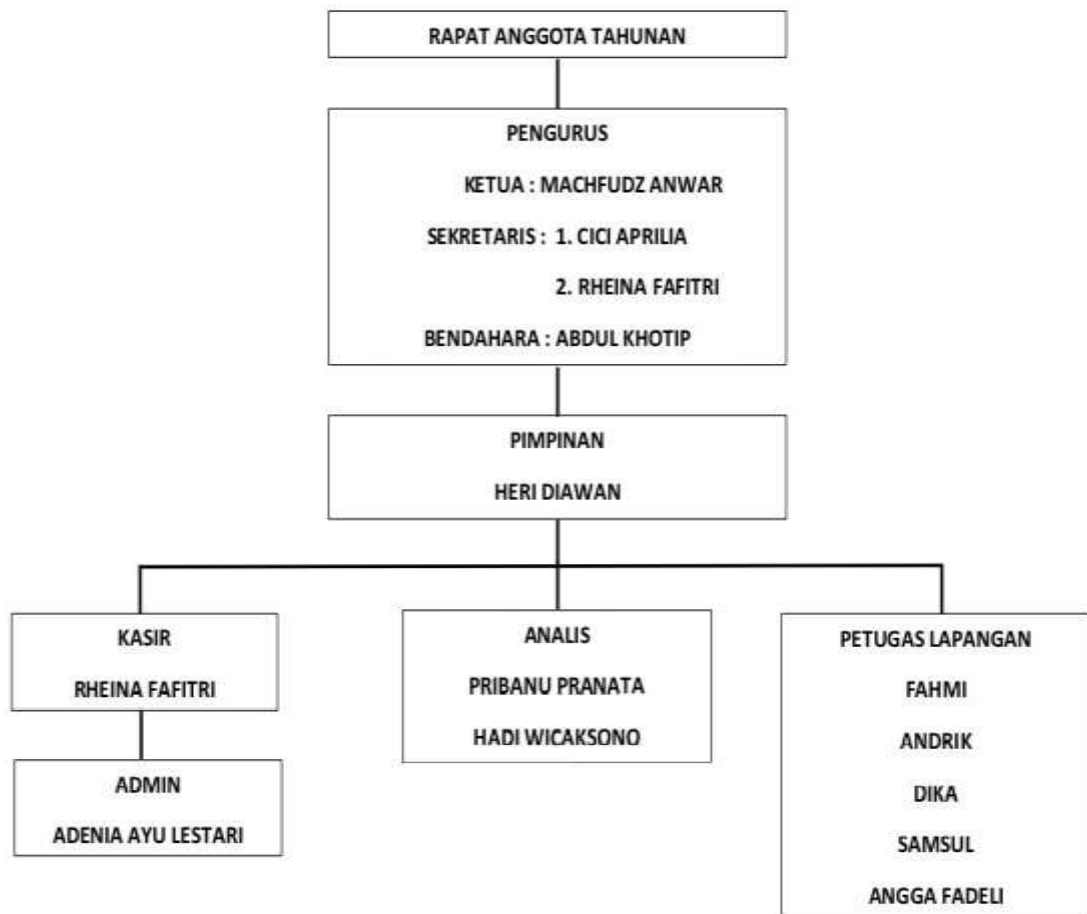 RAPAT ANGGOTA TAHUNAN
PENGURUS
KETUA : MACHFUDZ ANWAR
SEKRETARIS : 1. CICI APRILIA
2. RHEINA FAFITRI
BENDAHARA : ABDUL KHOTIP
PIMPINAN
HERI DIAWAN
KASIR
RHEINA FAFITRI
ADMIN
ADENIA AYU LESTARI
ANALIS
PRIBANU PRANATA
HADI WICAKSONO
PETUGAS LAPANGAN
FAHMI
ANDRIK
DIKA
SAMSUL
ANGGA FADELI